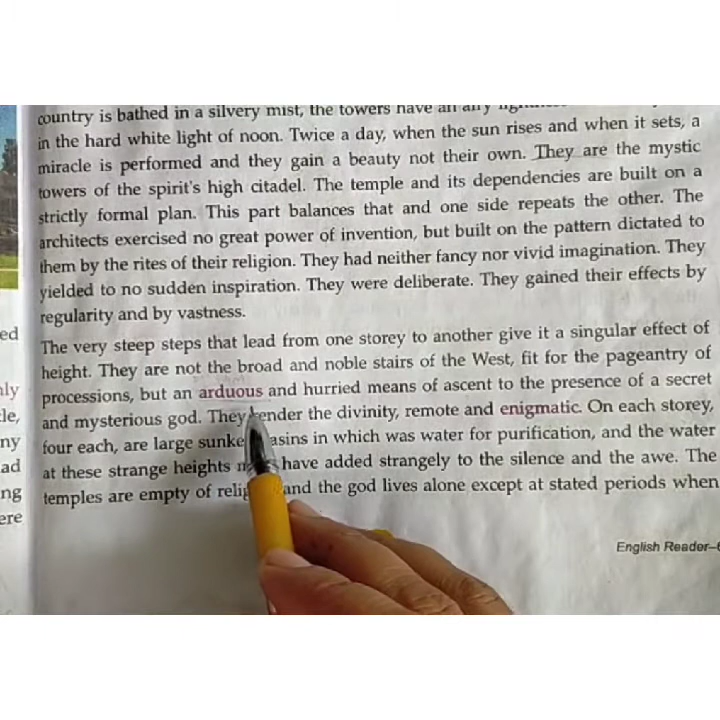 country is bathed in a silvery mist, the towers have an airy
in the hard white light of noon. Twice a day, when the sun rises and when it sets, a
miracle is performed and they gain a beauty not their own. They are the mystic
towers of the spirit's high citadel. The temple and its dependencies are built on a
strictly formal plan. This part balances that and one side repeats the other. The
architects exercised no great power of invention, but built on the pattern dictated to
them by the rites of their religion. They had neither fancy nor vivid imagination. They
yielded to no sudden inspiration. They were deliberate. They gained their effects by
regularity and by vastness.
The very steep steps that lead from one storey to another give it a singular effect of
height. They are not the broad and noble stairs of the West, fit for the pageantry of
processions, but an arduous and hurried means of ascent to the presence of a secret
and mysterious god. They render the divinity, remote and enigmatic. On each storey,
four each, are large sunke asins in which was water for purification, and the water
at these strange heights have added strangely to the silence and the awe. The
temples are empty of relig and the god lives alone except at stated periods when
English Reader-6
ed
nly
cle,
ny
ad
ng
ere